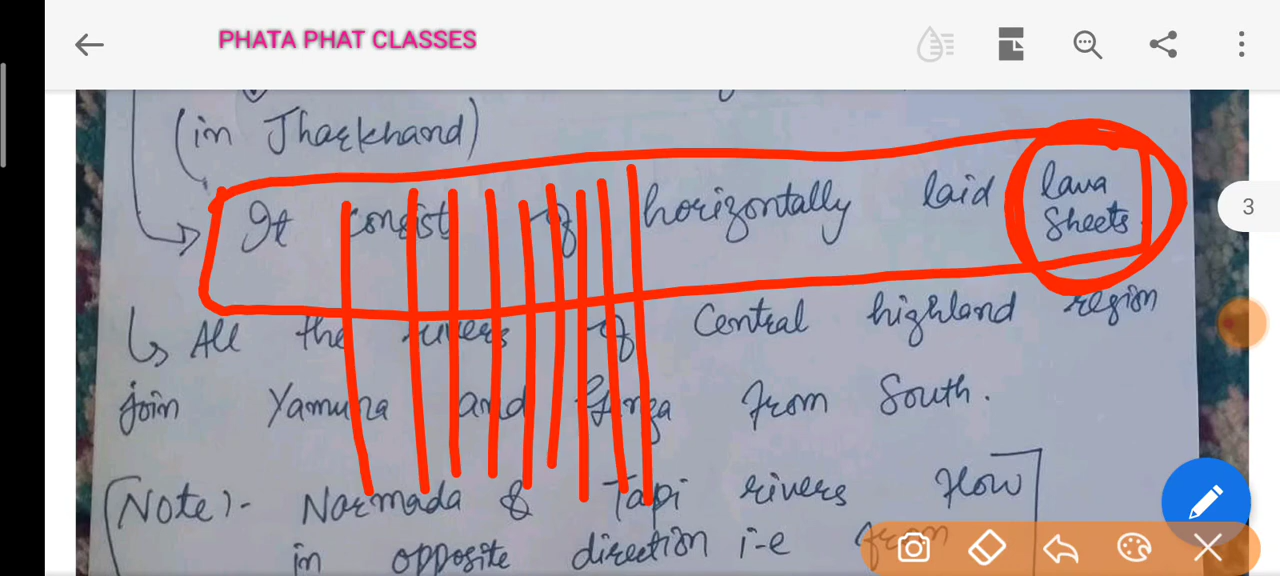 PHATA PHAT CLASSES
(in Jharkhand)
3
It consist of horizontally laid lava
Sheets.
All the rivers of Central highland region
join Yamuna and Ganga from South.
(Note:- Narmada & Tapi rivers flow
in opposite direction i-e from